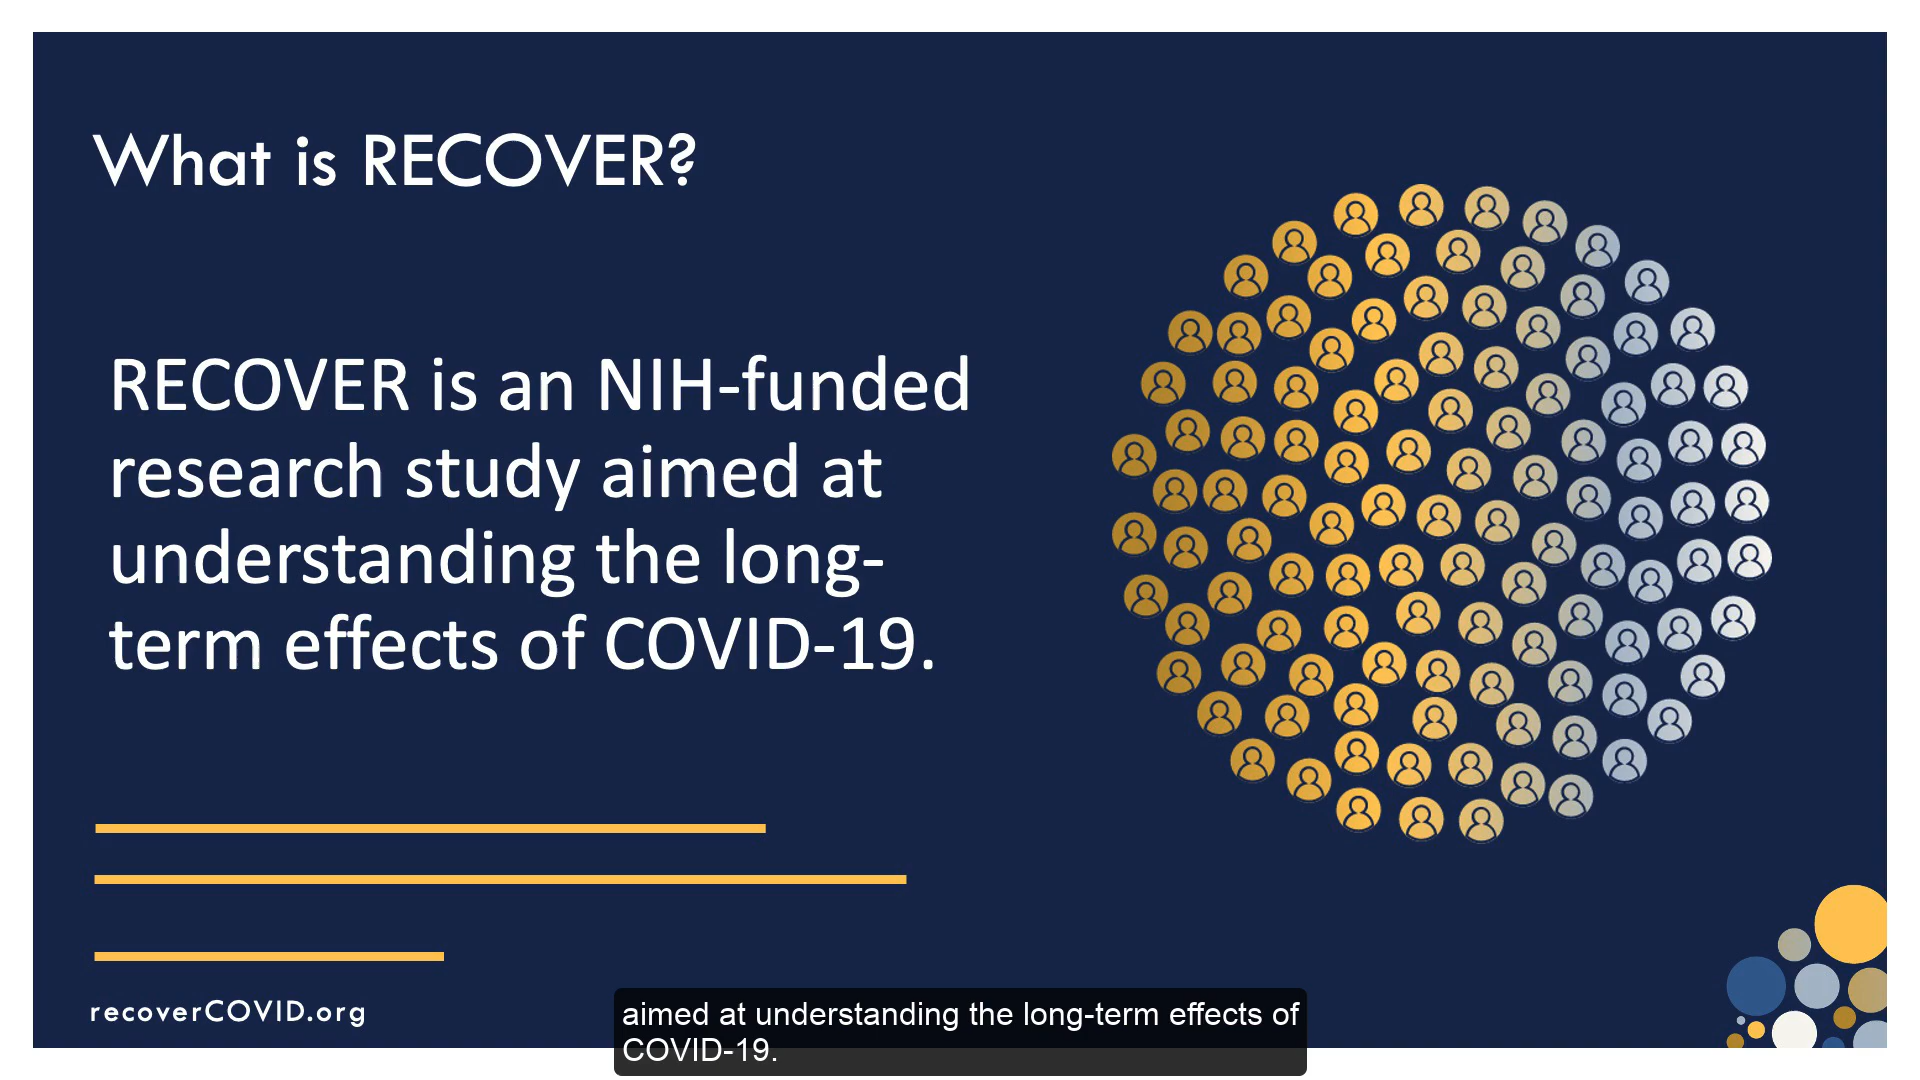 What is RECOVER?
RECOVER is an NIH-funded
research study aimed at
understanding the long-
term effects of COVID-19.
recoverCOVID.org
aimed at understanding the long-term effects of
COVID-19.